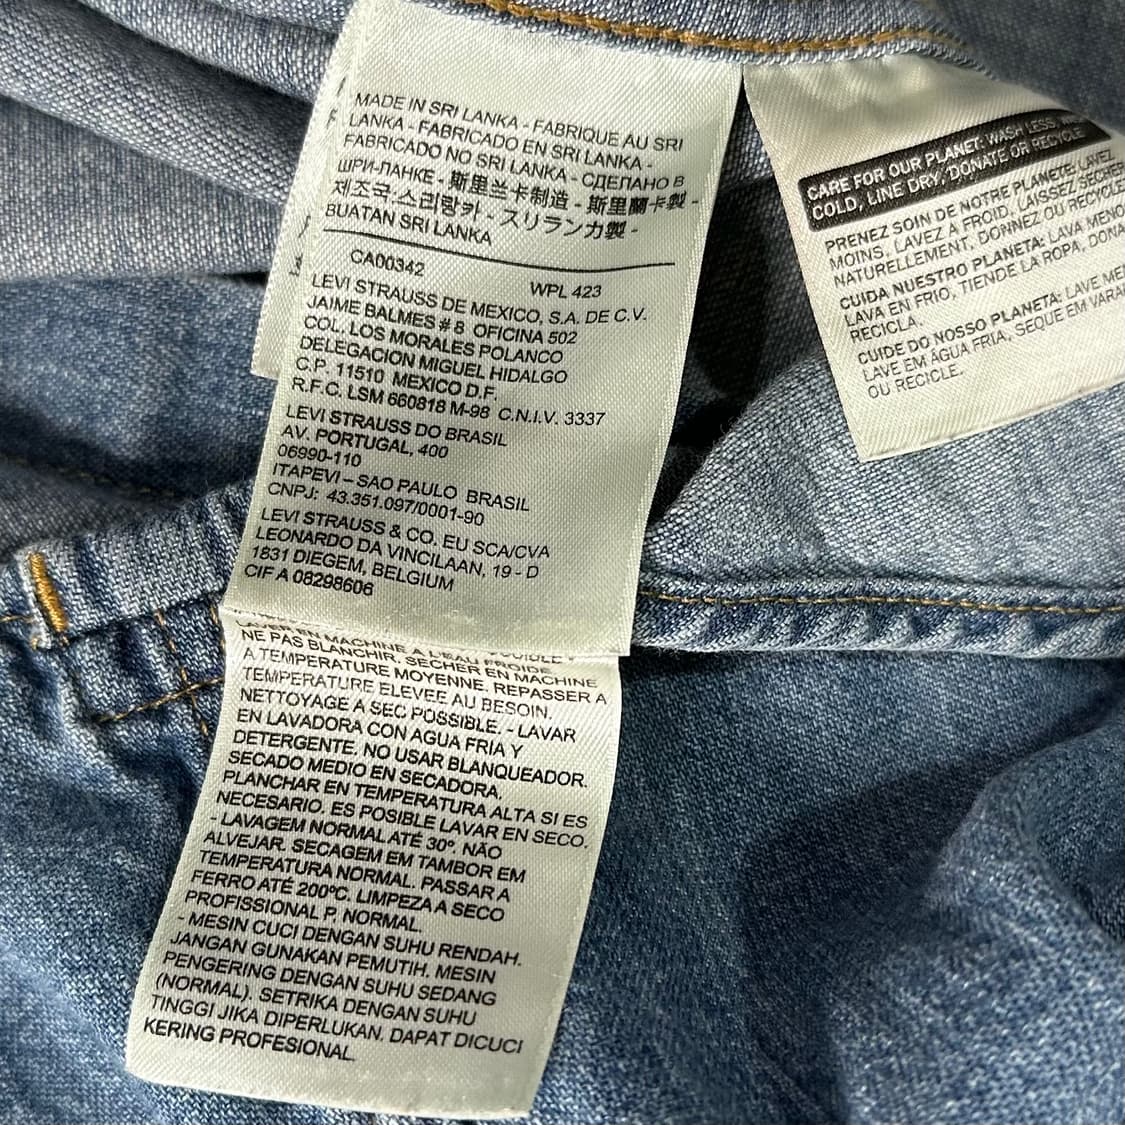 MADE IN SRI LANKA - FABRIQUE AU SRI
LANKA - FABRICADO EN SRI LANKA -
FABRICADO NO SRI LANKA -
ШРИ-ЛАНКЕ - 斯里兰卡制造 - СДЕЛАНО В
제조국:스리랑카 - スリランカ製 - 斯里蘭卡製 -
BUATAN SRI LANKA
CA00342
WPL 423
LEVI STRAUSS DE MEXICO, S.A. DE C.V.
JAIME BALMES # 8 OFICINA 502
COL. LOS MORALES POLANCO
DELEGACION MIGUEL HIDALGO
C.P. 11510 MEXICO D.F.
R.F.C. LSM 660818 M-98 C.N.I.V. 3337
LEVI STRAUSS DO BRASIL
AV. PORTUGAL, 400
06990-110
ITAPEVI – SAO PAULO BRASIL
CNPJ: 43.351.097/0001-90
LEVI STRAUSS & CO. EU SCA/CVA
LEONARDO DA VINCILAAN, 19 - D
1831 DIEGEM, BELGIUM
CIF A 08298606
LAVER EN MACHINE A L'EAU FROIDE
NE PAS BLANCHIR. SECHER EN MACHINE
A TEMPERATURE MOYENNE. REPASSER A
TEMPERATURE ELEVEE AU BESOIN.
NETTOYAGE A SEC POSSIBLE. - LAVAR
EN LAVADORA CON AGUA FRIA Y
DETERGENTE. NO USAR BLANQUEADOR.
SECADO MEDIO EN SECADORA.
PLANCHAR EN TEMPERATURA ALTA SI ES
NECESARIO. ES POSIBLE LAVAR EN SECO.
- LAVAGEM NORMAL ATÉ 30º. NÃO
ALVEJAR. SECAGEM EM TAMBOR EM
TEMPERATURA NORMAL. PASSAR A
FERRO ATÉ 200ºC. LIMPEZA A SECO
PROFISSIONAL P. NORMAL.
- MESIN CUCI DENGAN SUHU RENDAH.
JANGAN GUNAKAN PEMUTIH. MESIN
PENGERING DENGAN SUHU SEDANG
(NORMAL). SETRIKA DENGAN SUHU
TINGGI JIKA DIPERLUKAN. DAPAT DICUCI
KERING PROFESIONAL.
CARE FOR OUR PLANET: WASH LESS, WASH
COLD, LINE DRY, DONATE OR RECYCLE
PRENEZ SOIN DE NOTRE PLANETE: LAVEZ
MOINS, LAVEZ A FROID, LAISSEZ SÉCHER
NATURELLEMENT, DONNEZ OU RECYCLE
CUIDA NUESTRO PLANETA: LAVA MENO
LAVA EN FRIO, TIENDE LA ROPA, DONA
RECICLA.
CUIDE DO NOSSO PLANETA: LAVE ME
LAVE EM ÁGUA FRIA, SEQUE EM VARA
OU RECICLE.